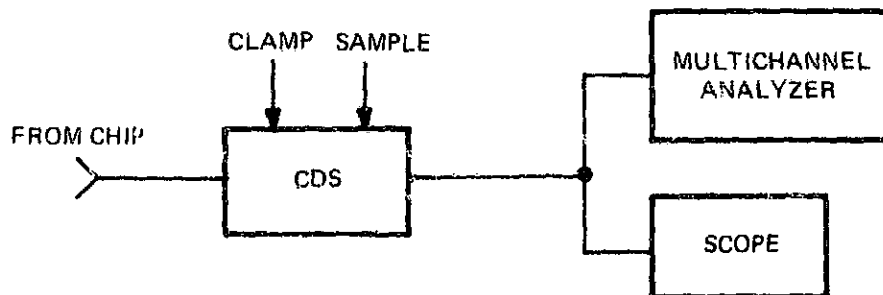 CLAMP SAMPLE
MULTICHANNEL
ANALYZER
FROM CHIP
CDS
SCOPE